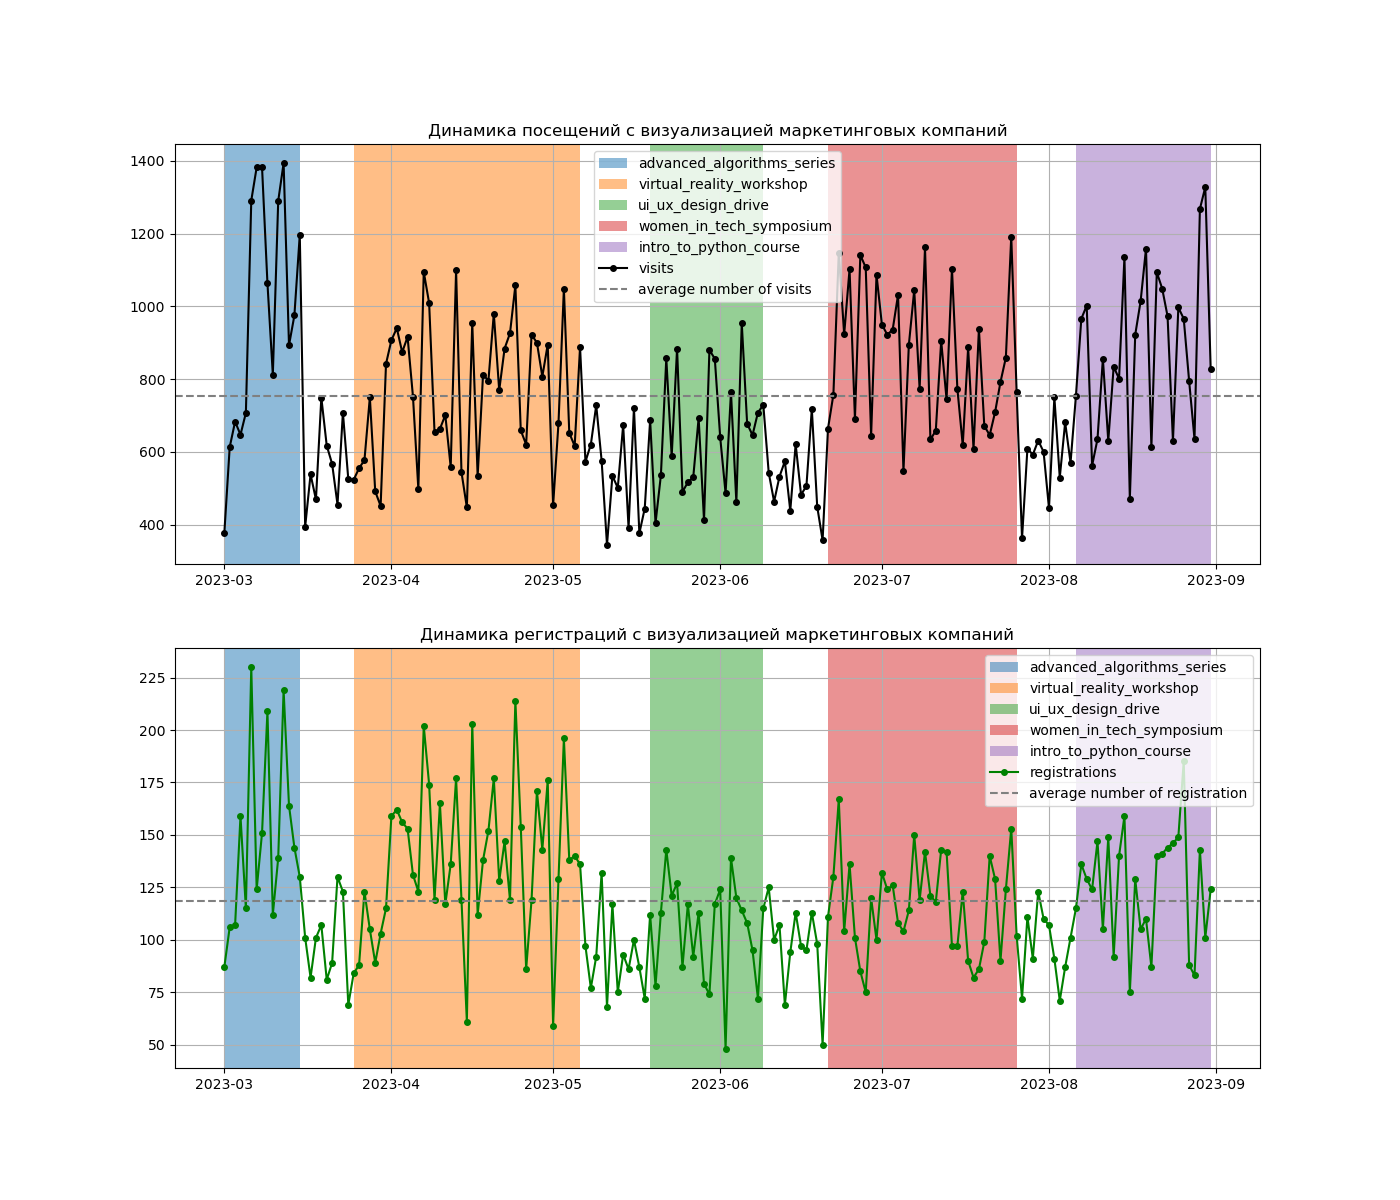 Динамика посещений с визуализацией маркетинговых компаний
1400
1200
1000
800
600
400
advanced_algorithms_series
virtual_reality_workshop
ui_ux_design_drive
women_in_tech_symposium
intro_to_python_course
visits
average number of visits
2023-03 2023-04 2023-05 2023-06 2023-07 2023-08 2023-09
Динамика регистраций с визуализацией маркетинговых компаний
225
200
175
150
125
100
75
50
advanced_algorithms_series
virtual_reality_workshop
ui_ux_design_drive
women_in_tech_symposium
intro_to_python_course
registrations
average number of registration
2023-03 2023-04 2023-05 2023-06 2023-07 2023-08 2023-09